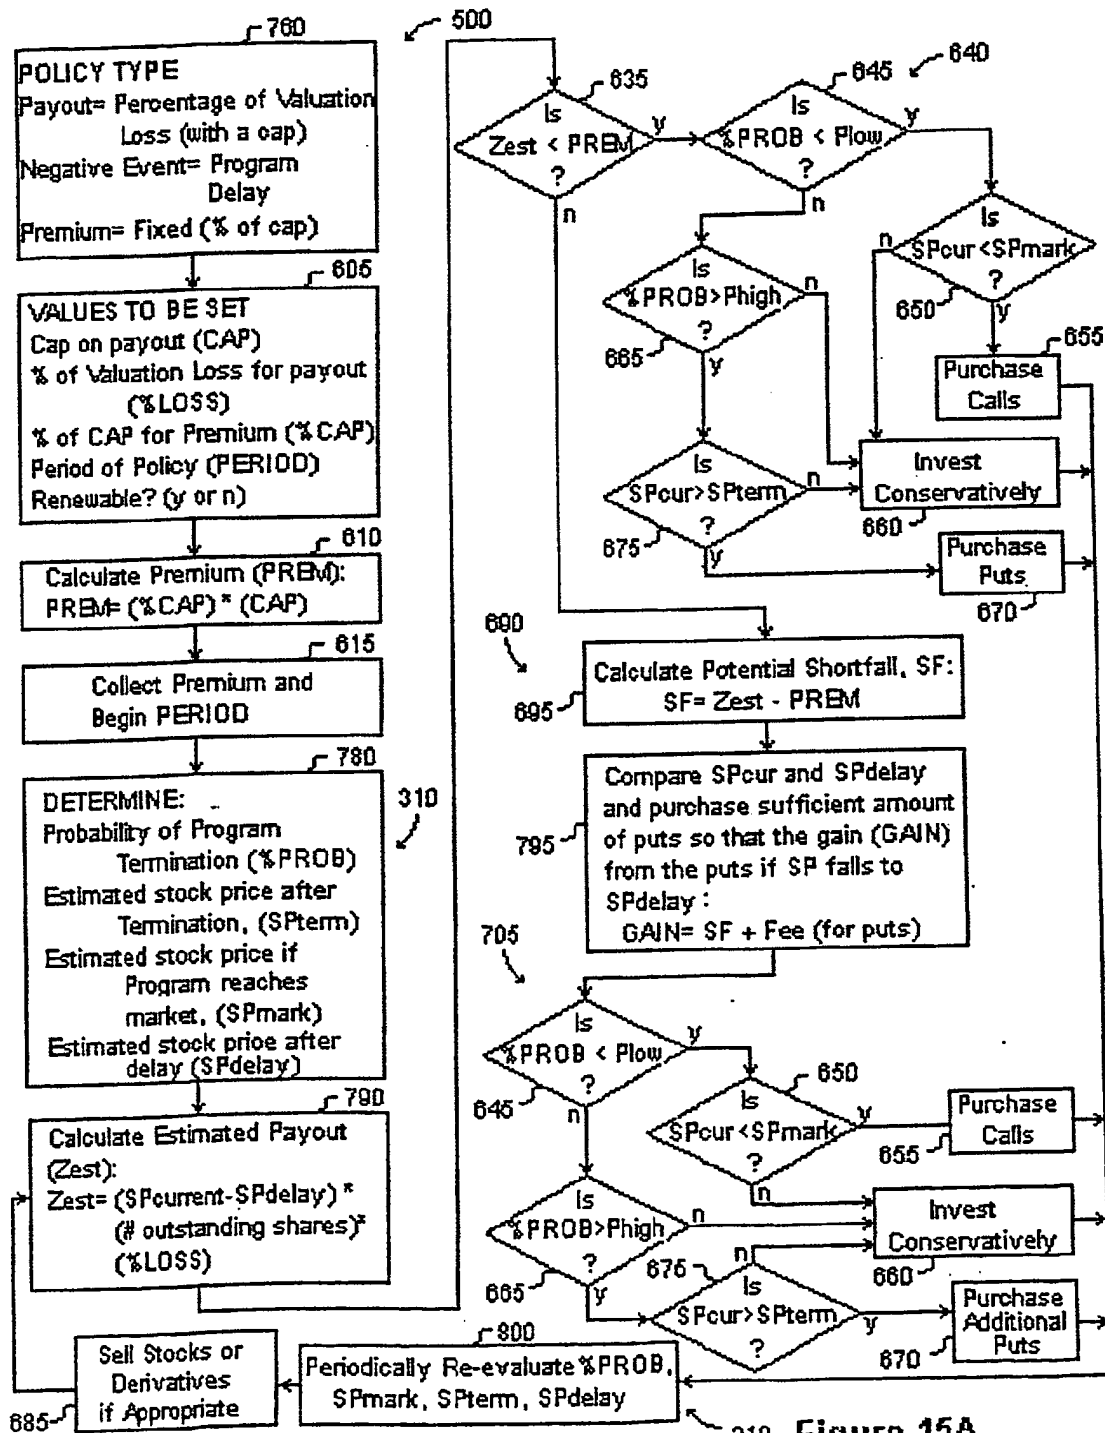 760
500
POLICY TYPE
Payout= Percentage of Valuation
Loss (with a cap)
Negative Event= Program
Delay
Premium= Fixed (% of cap)
605
VALUES TO BE SET
Cap on payout (CAP)
% of Valuation Loss for payout
(%LOSS)
% of CAP for Premium (%CAP)
Period of Policy (PERIOD)
Renewable? (y or n)
610
Calculate Premium (PREM):
PREM= (%CAP) * (CAP)
615
Collect Premium and
Begin PERIOD
780
310
DETERMINE:
Probability of Program
Termination (%PROB)
Estimated stock price after
Termination, (SPterm)
Estimated stock price if
Program reaches
market, (SPmark)
Estimated stock price after
delay (SPdelay)
790
Calculate Estimated Payout
(Zest):
Zest= (SPcurrent-SPdelay) *
(# outstanding shares)*
(%LOSS)
635
Is
Zest < PREM
?
y
n
645
640
Is
%PROB < Plow
?
y
n
Is
SPcur<SPmark
?
n
y
650
655
Purchase
Calls
Is
%PROB>Phigh
?
n
y
665
Is
SPcur>SPterm
?
n
y
675
Invest
Conservatively
660
Purchase
Puts
670
690
Calculate Potential Shortfall, SF:
SF= Zest - PREM
695
Compare SPcur and SPdelay
and purchase sufficient amount
of puts so that the gain (GAIN)
from the puts if SP falls to
SPdelay :
GAIN= SF + Fee (for puts)
795
705
Is
%PROB < Plow
?
y
n
645
650
Is
SPcur<SPmark
?
y
n
655
Purchase
Calls
Is
%PROB>Phigh
?
n
y
665
Invest
Conservatively
660
675
Is
SPcur>SPterm
?
n
y
Purchase
Additional
Puts
670
800
Periodically Re-evaluate %PROB,
SPmark, SPterm, SPdelay
Sell Stocks or
Derivatives
if Appropriate
685
Figure 15A